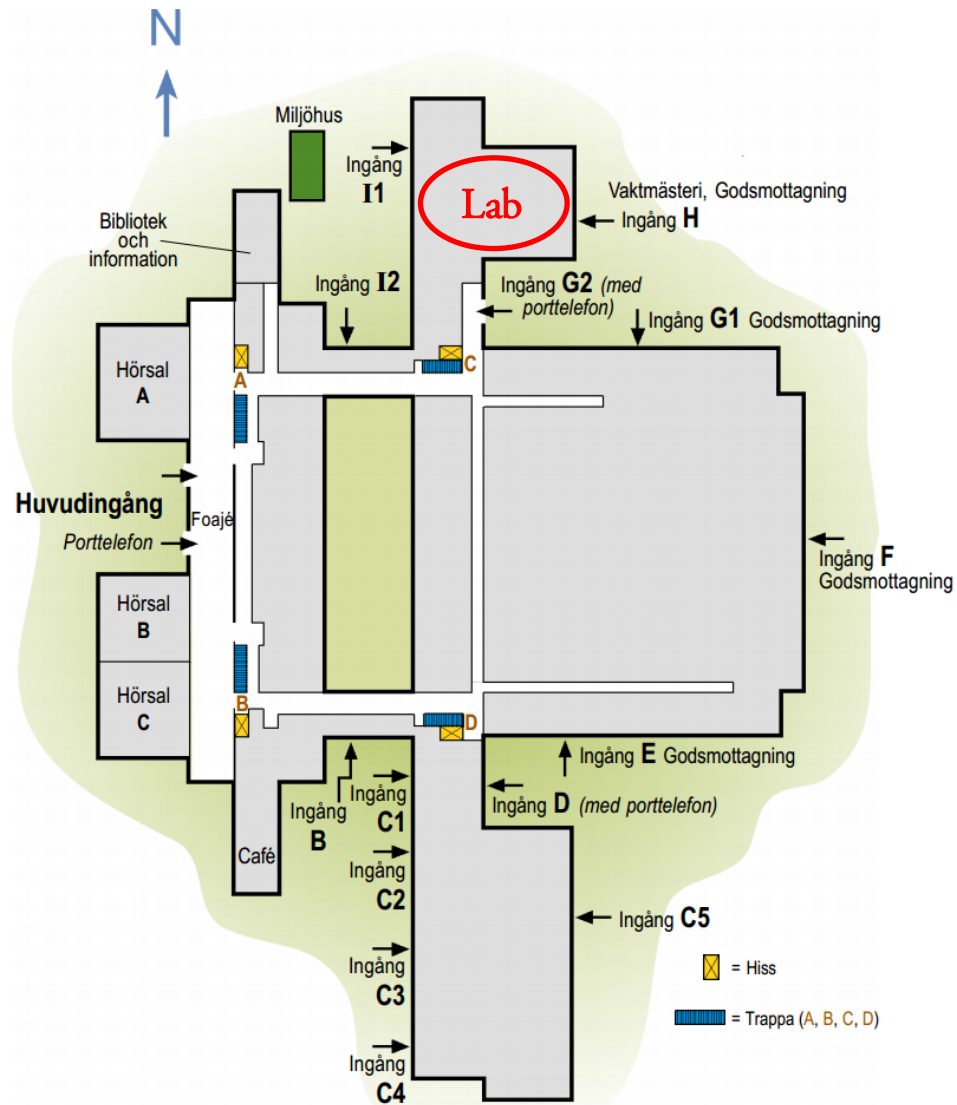 N
Miljöhus
Ingång
I1
Lab
Vaktmästeri, Godsmottagning
Ingång H
Bibliotek
och
information
Ingång I2
Ingång G2 (med
porttelefon)
Ingång G1 Godsmottagning
Hörsal
A
A
C
Huvudingång
Foajé
Porttelefon
Ingång F
Godsmottagning
Hörsal
B
Hörsal
C
B
D
Ingång E Godsmottagning
Ingång
B
Ingång
C1
Ingång D (med porttelefon)
Café
Ingång
C2
Ingång C5
Ingång
C3
= Hiss
= Trappa (A, B, C, D)
Ingång
C4